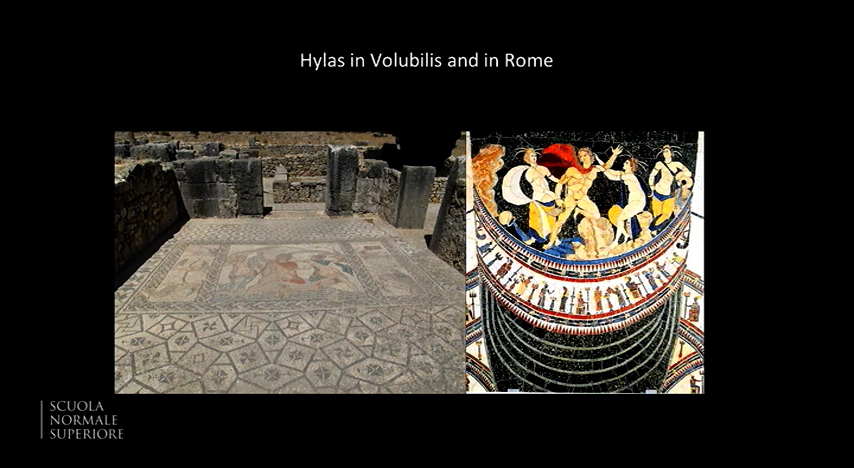 Hylas in Volubilis and in Rome
SCUOLA
NORMALE
SUPERIORE